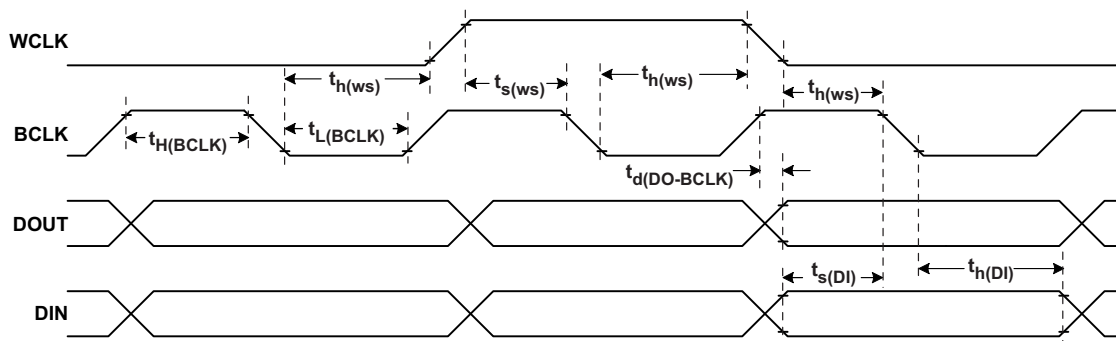 WCLK
t_h(ws)
t_s(ws)
t_h(ws)
t_h(ws)
BCLK
t_H(BCLK)
t_L(BCLK)
t_d(DO-BCLK)
DOUT
t_s(DI)
t_h(DI)
DIN